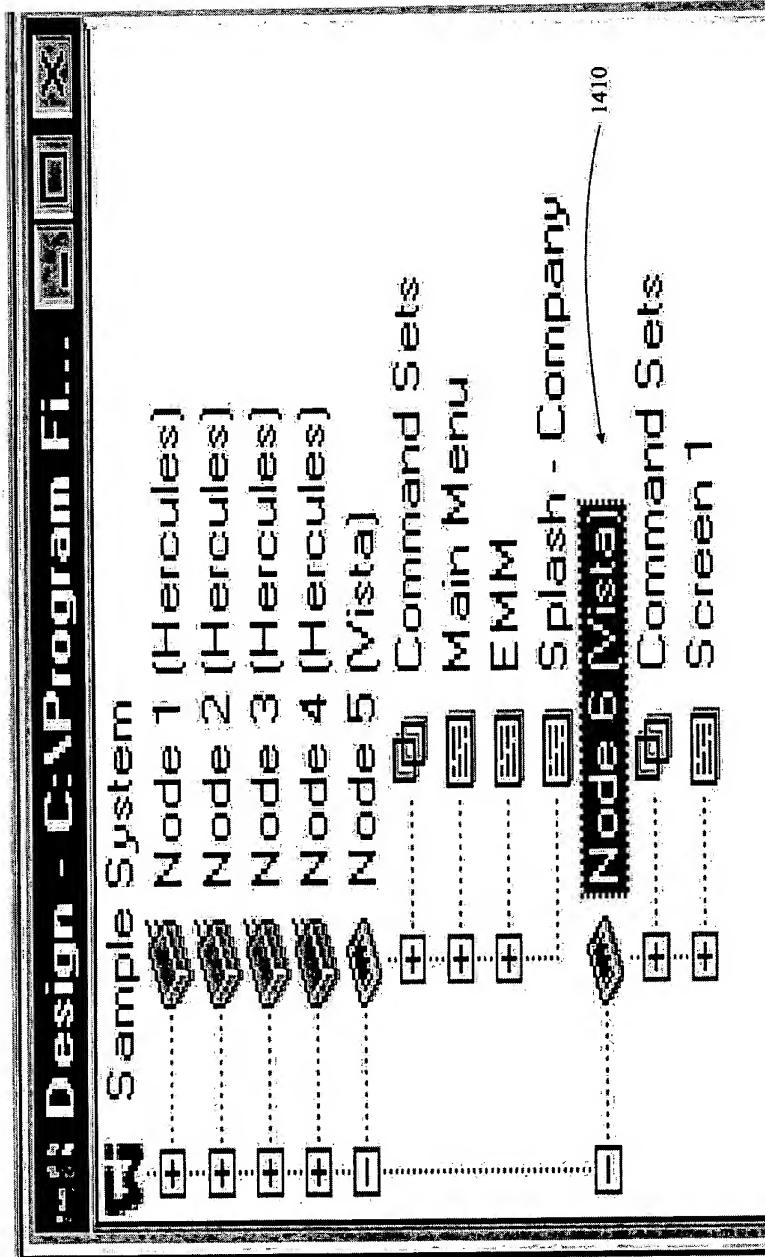 Design - C:\Program Fi...
Sample System
Node 1 (Hercules)
Node 2 (Hercules)
Node 3 (Hercules)
Node 4 (Hercules)
Node 5 (Vista)
Command Sets
Main Menu
EMM
Splash - Company
Node 6 (Vista)
1410
Command Sets
Screen 1